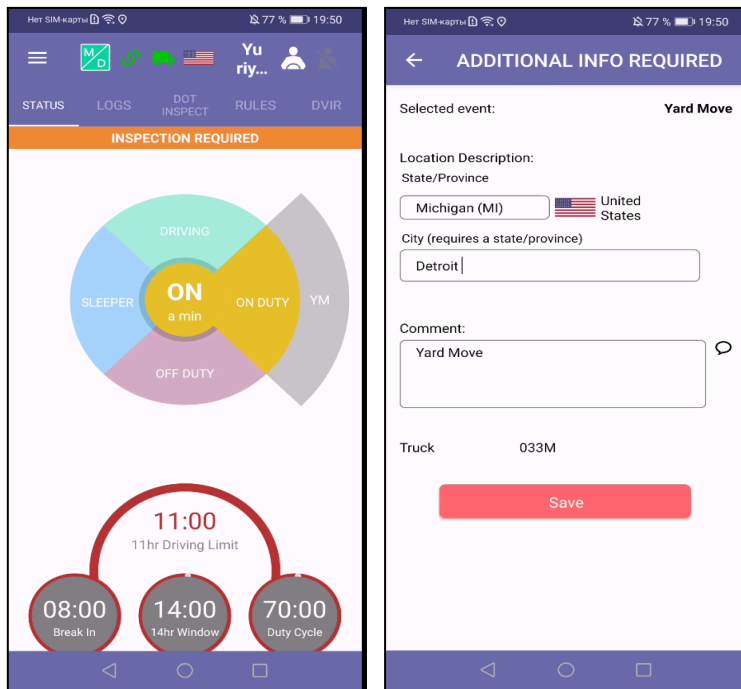 Нет SIM-карты 77 % 19:50
M/D Yu
riy...
STATUS LOGS DOT INSPECT RULES DVIR
INSPECTION REQUIRED
DRIVING
SLEEPER ON ON DUTY YM
a min
OFF DUTY
11:00
11hr Driving Limit
08:00 14:00 70:00
Break In 14hr Window Duty Cycle
Нет SIM-карты 77 % 19:50
ADDITIONAL INFO REQUIRED
Selected event: Yard Move
Location Description:
State/Province
Michigan (MI) United States
City (requires a state/province)
Detroit
Comment:
Yard Move
Truck 033M
Save